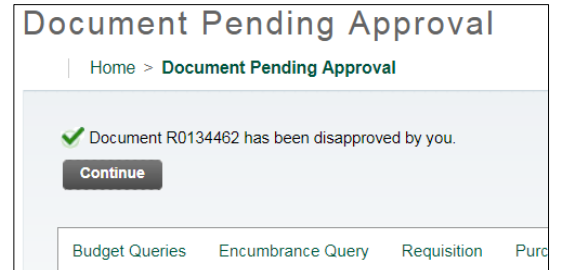 Document Pending Approval
Home > Document Pending Approval
Document R0134462 has been disapproved by you.
Continue
Budget Queries Encumbrance Query Requisition